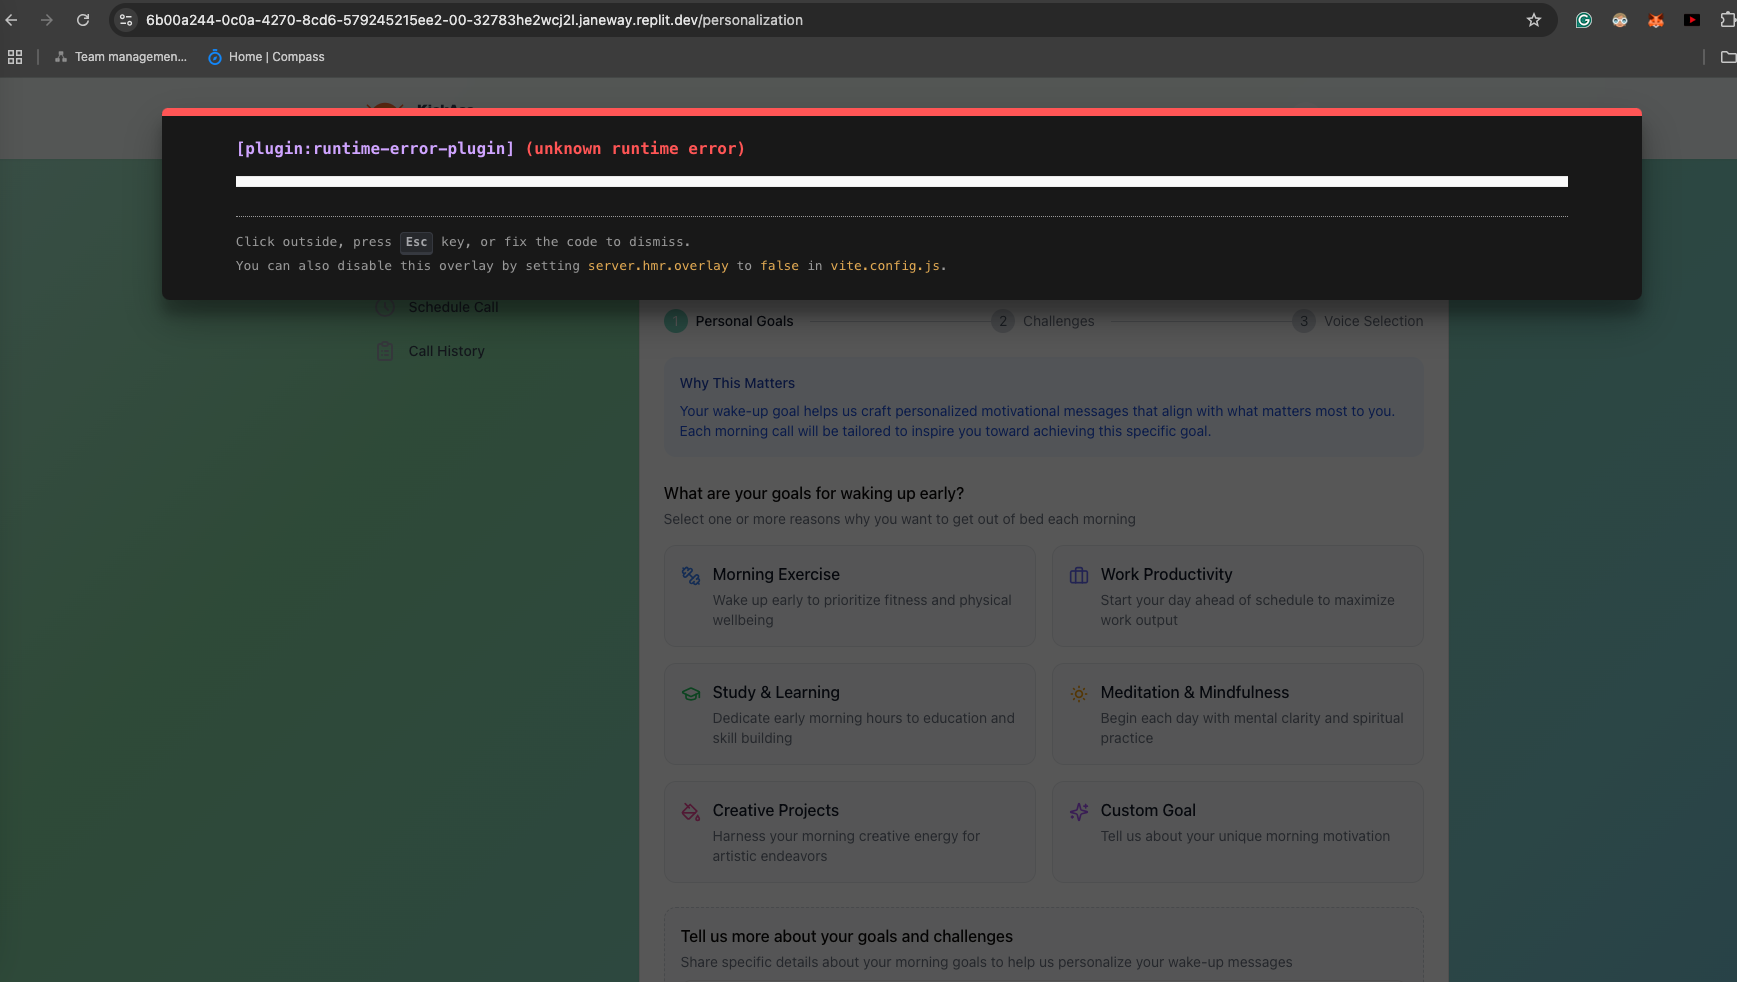 6b00a244-0c0a-4270-8cd6-579245215ee2-00-32783he2wcj2l.janeway.replit.dev/personalization
Team managemen...
Home | Compass
[plugin:runtime-error-plugin] (unknown runtime error)
Click outside, press Esc key, or fix the code to dismiss.
You can also disable this overlay by setting server.hmr.overlay to false in vite.config.js.
Schedule Call
Call History
1 Personal Goals
2 Challenges
3 Voice Selection
Why This Matters
Your wake-up goal helps us craft personalized motivational messages that align with what matters most to you.
Each morning call will be tailored to inspire you toward achieving this specific goal.
What are your goals for waking up early?
Select one or more reasons why you want to get out of bed each morning
Morning Exercise
Wake up early to prioritize fitness and physical
wellbeing
Work Productivity
Start your day ahead of schedule to maximize
work output
Study & Learning
Dedicate early morning hours to education and
skill building
Meditation & Mindfulness
Begin each day with mental clarity and spiritual
practice
Creative Projects
Harness your morning creative energy for
artistic endeavors
Custom Goal
Tell us about your unique morning motivation
Tell us more about your goals and challenges
Share specific details about your morning goals to help us personalize your wake-up messages